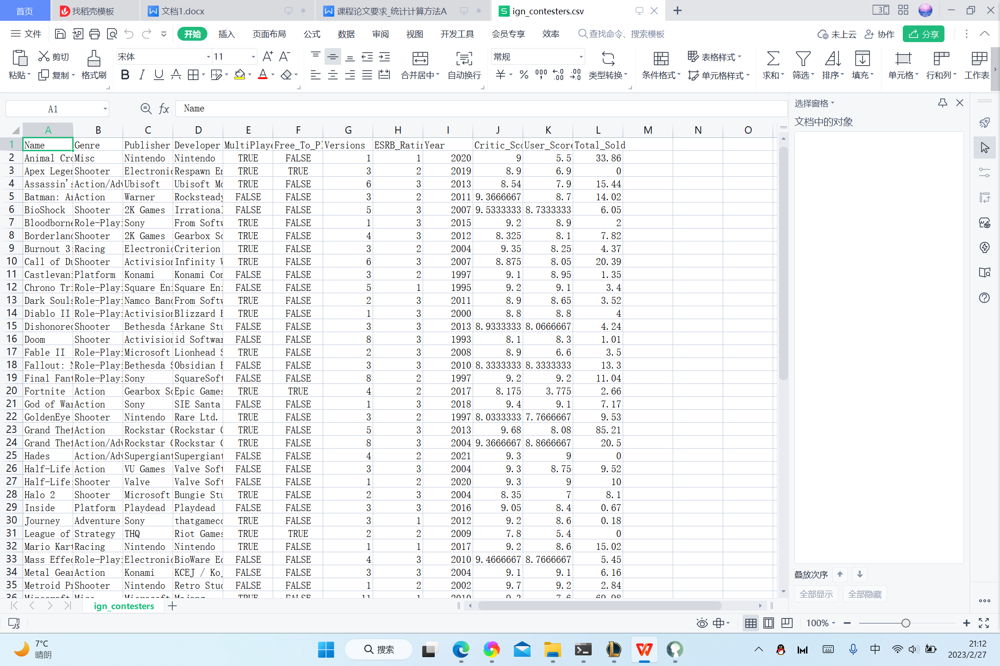 首页 找稻壳模板 文档1.docx 课程论文要求_统计计算方法A ign_contesters.csv
文件 开始 插入 页面布局 公式 数据 审阅 视图 开发工具 会员专享 效率 查找命令、搜索模板 未上云 协作 分享
粘贴 剪切 复制 格式刷 宋体 11 合并居中 自动换行 常规 类型转换 条件格式 表格样式 单元格样式 求和 筛选 排序 填充 单元格 行和列 工作表
A1 fx Name
选择窗格
文档中的对象
A B C D E F G H I J K L M N O
1 Name Genre Publisher Developer MultiPlaye Free_To_Pl Versions ESRB_Ratin Year Critic_Sco User_Score Total_Sold
2 Animal Cro Misc Nintendo Nintendo TRUE FALSE 1 1 2020 9 5.5 33.86
3 Apex Leger Shooter Electronic Respawn En TRUE TRUE 3 2 2019 8.9 6.9 0
4 Assassin's Action/Adv Ubisoft Ubisoft Mo TRUE FALSE 6 3 2013 8.54 7.9 15.44
5 Batman: Ar Action Warner Rocksteady FALSE FALSE 3 2 2011 9.3666667 8.7 14.02
6 BioShock Shooter 2K Games Irrational FALSE FALSE 5 3 2007 9.5333333 8.7333333 6.05
7 Bloodborne Role-Playi Sony From Softw TRUE FALSE 1 3 2015 9.2 8.9 2
8 Borderlanc Shooter 2K Games Gearbox So TRUE FALSE 4 3 2012 8.325 8.1 7.82
9 Burnout 3: Racing Electronic Criterion TRUE FALSE 3 2 2004 9.35 8.25 4.37
10 Call of Du Shooter Activision Infinity W TRUE FALSE 6 3 2007 8.875 8.05 20.39
11 Castlevani Platform Konami Konami Com FALSE FALSE 3 2 1997 9.1 8.95 1.35
12 Chrono Tri Role-Playi Square Eni Square Eni FALSE FALSE 5 1 1995 9.2 9.1 3.4
13 Dark Souls Role-Playi Namco Band From Softw TRUE FALSE 2 3 2011 8.9 8.65 3.52
14 Diablo II Role-Playi Activision Blizzard E TRUE FALSE 1 3 2000 8.8 8.8 4
15 Dishonored Shooter Bethesda S Arkane Stu FALSE FALSE 3 3 2013 8.9333333 8.0666667 4.24
16 Doom Shooter Activision id Softwar FALSE FALSE 8 3 1993 8.1 8.3 1.01
17 Fable II Role-Playi Microsoft Lionhead S TRUE FALSE 2 3 2008 8.9 6.6 3.5
18 Fallout: N Role-Playi Bethesda S Obsidian E FALSE FALSE 3 3 2010 8.3333333 8.3333333 13.3
19 Final Fant Role-Playi Sony SquareSoft FALSE FALSE 8 2 1997 9.2 9.2 11.04
20 Fortnite Action Gearbox So Epic Games TRUE TRUE 4 2 2017 8.175 3.775 2.66
21 God of War Action Sony SIE Santa FALSE FALSE 1 3 2018 9.4 9.1 7.17
22 GoldenEye Shooter Nintendo Rare Ltd. TRUE FALSE 3 2 1997 8.0333333 7.7666667 9.53
23 Grand Thef Action Rockstar G Rockstar G TRUE FALSE 5 3 2013 9.68 8.08 85.21
24 Grand Thef Action/Adv Rockstar G Rockstar G TRUE FALSE 8 3 2004 9.3666667 8.8666667 20.5
25 Hades Action/Adv Supergiant Supergiant FALSE FALSE 4 2 2021 9.3 9 0
26 Half-Life Action VU Games Valve Soft FALSE FALSE 3 3 2004 9.3 8.75 9.52
27 Half-Life: Shooter Valve Valve Soft FALSE FALSE 1 2 2020 9.3 9 10
28 Halo 2 Shooter Microsoft Bungie Stu TRUE FALSE 2 3 2004 8.35 7 8.1
29 Inside Platform Playdead Playdead FALSE FALSE 3 3 2016 9.05 8.4 0.67
30 Journey Adventure Sony thatgameco TRUE FALSE 3 1 2012 9.2 8.6 0.18
31 League of Strategy THQ Riot Games TRUE TRUE 2 2 2009 7.8 5.4 0
32 Mario Kart Racing Nintendo Nintendo TRUE FALSE 1 1 2017 9.2 8.6 15.02
33 Mass Effec Role-Playi Electronic BioWare Ed FALSE FALSE 4 3 2010 9.4666667 8.7666667 5.45
34 Metal Gear Action Konami KCEJ / Koj FALSE FALSE 3 3 2004 9.1 9.1 6.16
35 Metroid Pr Shooter Nintendo Retro Stud FALSE FALSE 1 2 2002 9.7 9.2 2.84
36 Minecraft Misc Microsoft Mojang TRUE FALSE 11 1 2010 9.3 7.6 69.98
叠放次序
全部显示 全部隐藏
ign_contesters
100%
7°C
晴朗
搜索
中
21:12
2023/2/27